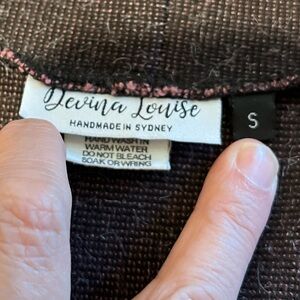 Devina Louise
HANDMADE IN SYDNEY
S
HAND WASH IN
WARM WATER
DO NOT BLEACH
SOAK OR WRING